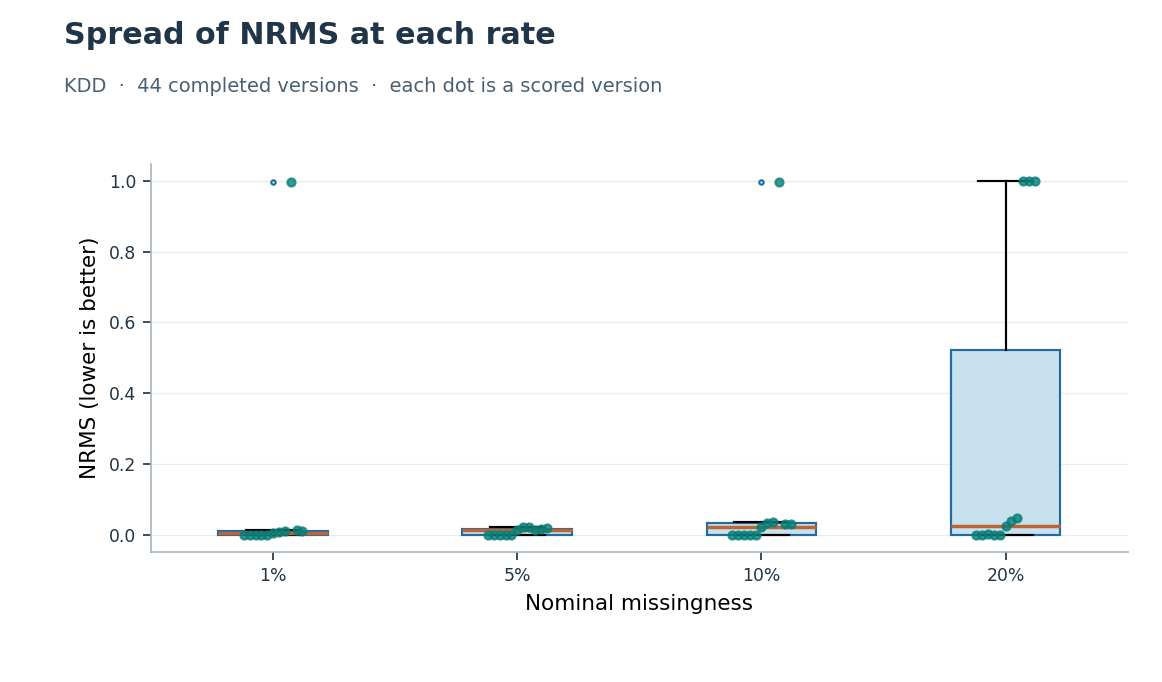 Spread of NRMS at each rate
KDD · 44 completed versions · each dot is a scored version
1.0
0.8
0.6
0.4
0.2
0.0
NRMS (lower is better)
1%
5%
10%
20%
Nominal missingness